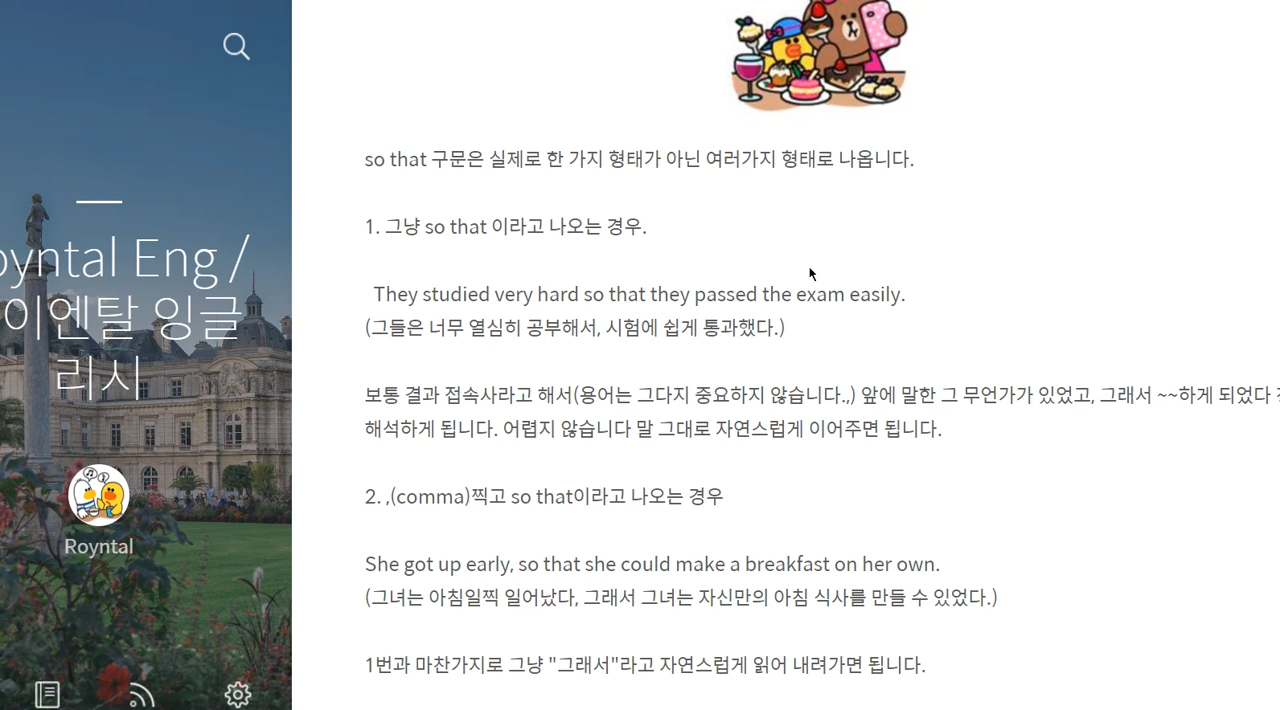 oyntal Eng /
이엔탈 잉글
리시
Royntal
so that 구문은 실제로 한 가지 형태가 아닌 여러가지 형태로 나옵니다.
1. 그냥 so that 이라고 나오는 경우.
They studied very hard so that they passed the exam easily.
(그들은 너무 열심히 공부해서, 시험에 쉽게 통과했다.)
보통 결과 접속사라고 해서(용어는 그다지 중요하지 않습니다.,) 앞에 말한 그 무언가가 있었고, 그래서 ~~하게 되었다
해석하게 됩니다. 어렵지 않습니다 말 그대로 자연스럽게 이어주면 됩니다.
2. ,(comma)찍고 so that이라고 나오는 경우
She got up early, so that she could make a breakfast on her own.
(그녀는 아침일찍 일어났다, 그래서 그녀는 자신만의 아침 식사를 만들 수 있었다.)
1번과 마찬가지로 그냥 "그래서"라고 자연스럽게 읽어 내려가면 됩니다.